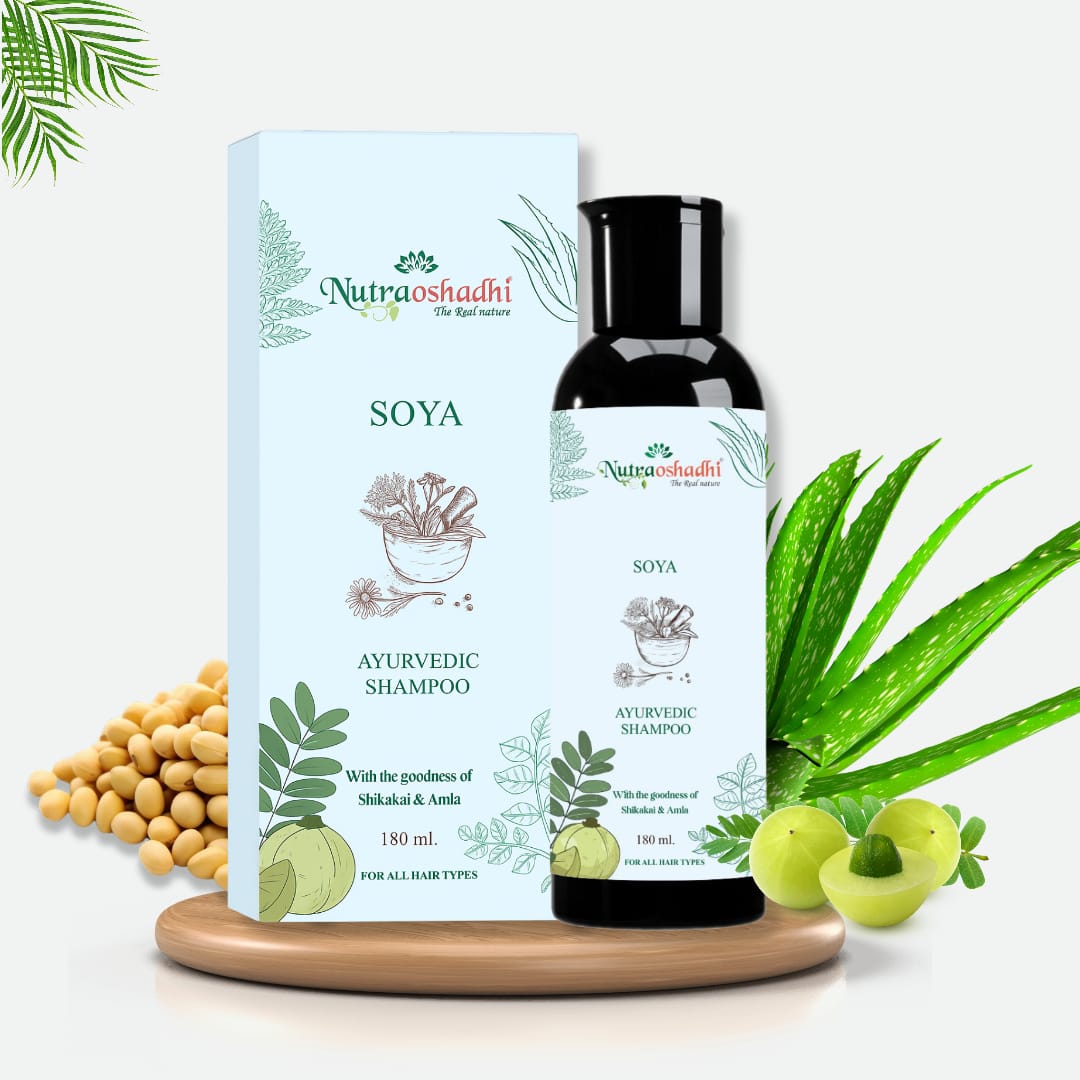 Nutraoshadhi®
The Real nature
SOYA
AYURVEDIC
SHAMPOO
With the goodness of
Shikakai & Amla
180 ml.
FOR ALL HAIR TYPES
Nutraoshadhi®
The Real nature
SOYA
AYURVEDIC
SHAMPOO
With the goodness of
Shikakai & Amla
180 ml.
FOR ALL HAIR TYPES